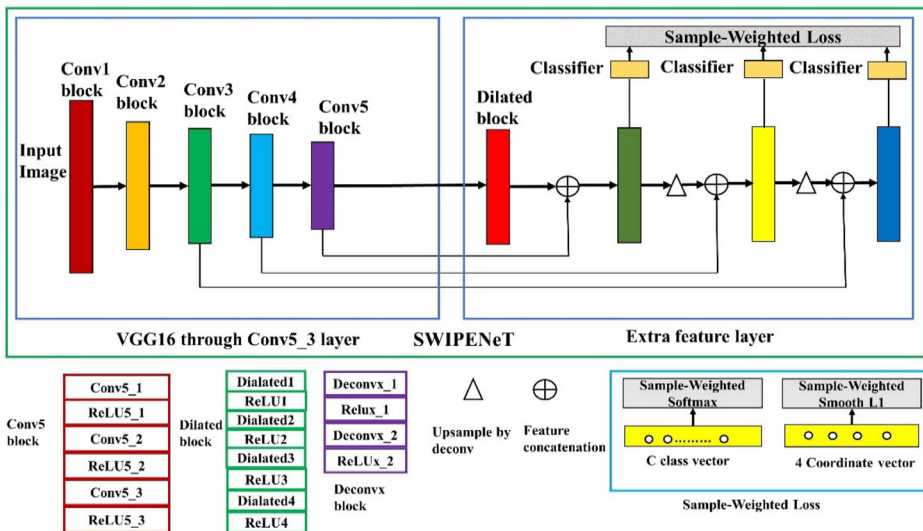 Sample-Weighted Loss
Classifier
Classifier
Classifier
Conv1
block
Conv2
block
Conv3
block
Conv4
block
Conv5
block
Dilated
block
Input
Image
VGG16 through Conv5_3 layer
SWIPENeT
Extra feature layer
Conv5
block
Conv5_1
ReLU5_1
Conv5_2
ReLU5_2
Conv5_3
ReLU5_3
Dilated
block
Dialated1
ReLU1
Dialated2
ReLU2
Dialated3
ReLU3
Dialated4
ReLU4
Deconvx_1
Relux_1
Deconvx_2
ReLUx_2
Deconvx
block
Upsample by
deconv
Feature
concatenation
Sample-Weighted
Softmax
C class vector
Sample-Weighted
Smooth L1
4 Coordinate vector
Sample-Weighted Loss